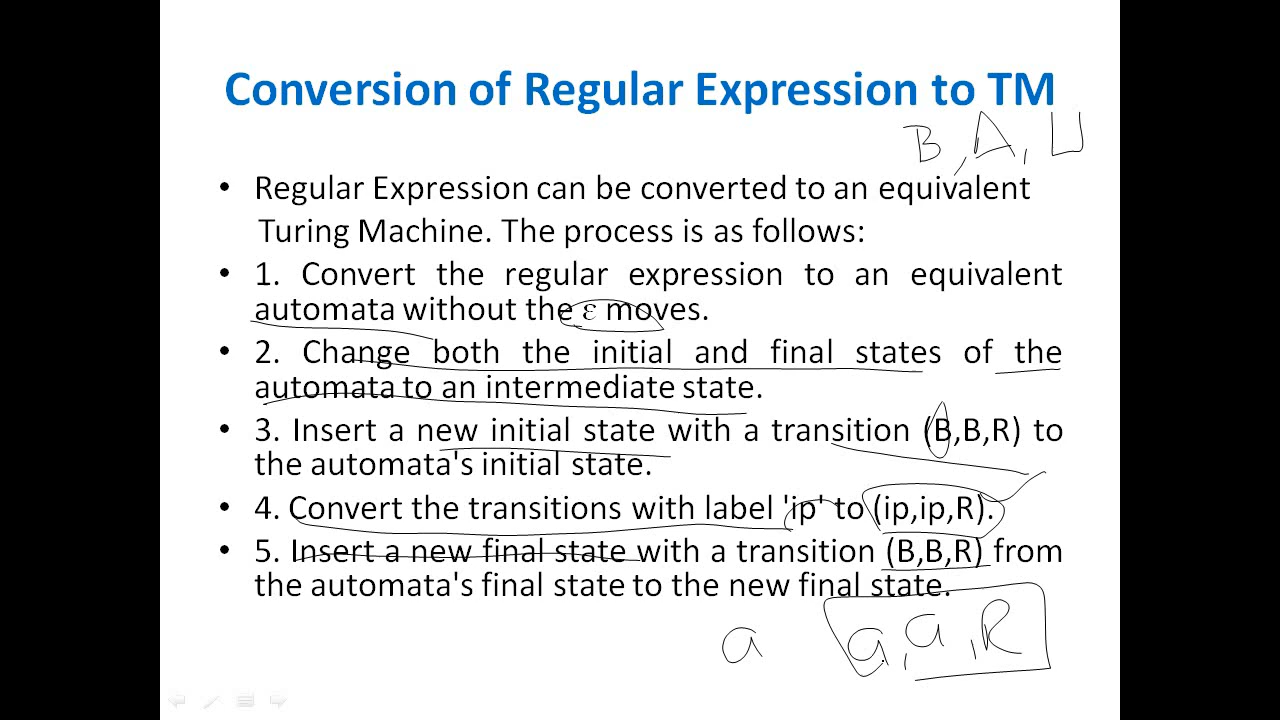 Conversion of Regular Expression to TM
B, A, ⊔
• Regular Expression can be converted to an equivalent
Turing Machine. The process is as follows:
• 1. Convert the regular expression to an equivalent
automata without the ε moves.
• 2. Change both the initial and final states of the
automata to an intermediate state.
• 3. Insert a new initial state with a transition (B,B,R) to
the automata's initial state.
• 4. Convert the transitions with label 'ip' to (ip,ip,R).
• 5. Insert a new final state with a transition (B,B,R) from
the automata's final state to the new final state.
a a,a,R